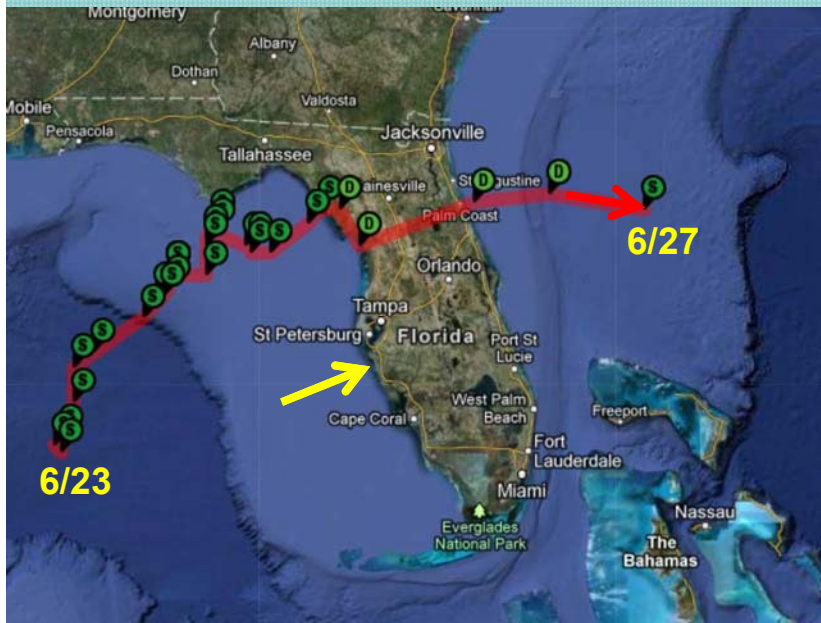 Montgomery
Savannah
Albany
Dothan
Valdosta
Mobile
Pensacola
Jacksonville
Tallahassee
S
D
ainesville
St
D
gustine
D
S
S
S
S
S
S
S
S
S
Palm Coast
D
6/27
S
S
S
S
S
Orlando
S
Tampa
S
S
St Petersburg
Florida
Port St
Lucie
S
West Palm
Beach
Freeport
Cape Coral
S
S
S
Fort
Lauderdale
6/23
Miami
Nassau
Everglades
National Park
The
Bahamas